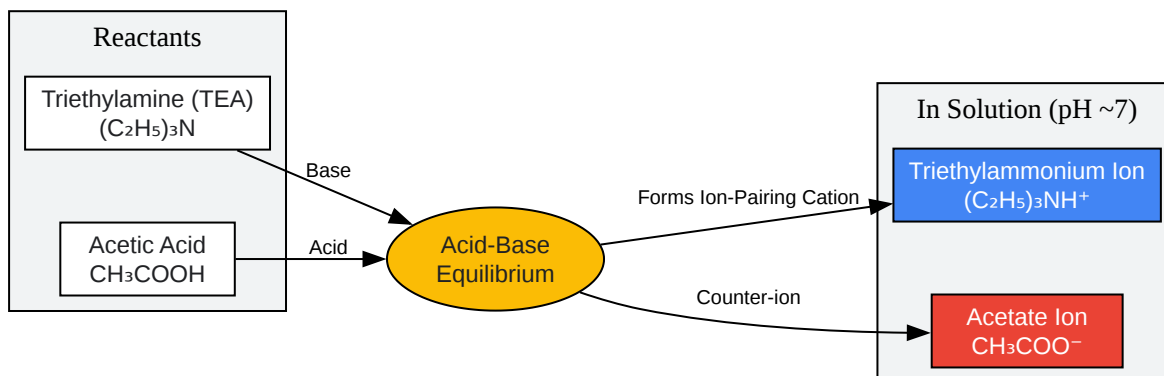 Reactants
Triethylamine (TEA)
(C₂H₅)₃N
Base
Acetic Acid
CH₃COOH
Acid
Acid-Base
Equilibrium
Forms Ion-Pairing Cation
Counter-ion
In Solution (pH ~7)
Triethylammonium Ion
(C₂H₅)₃NH⁺
Acetate Ion
CH₃COO⁻